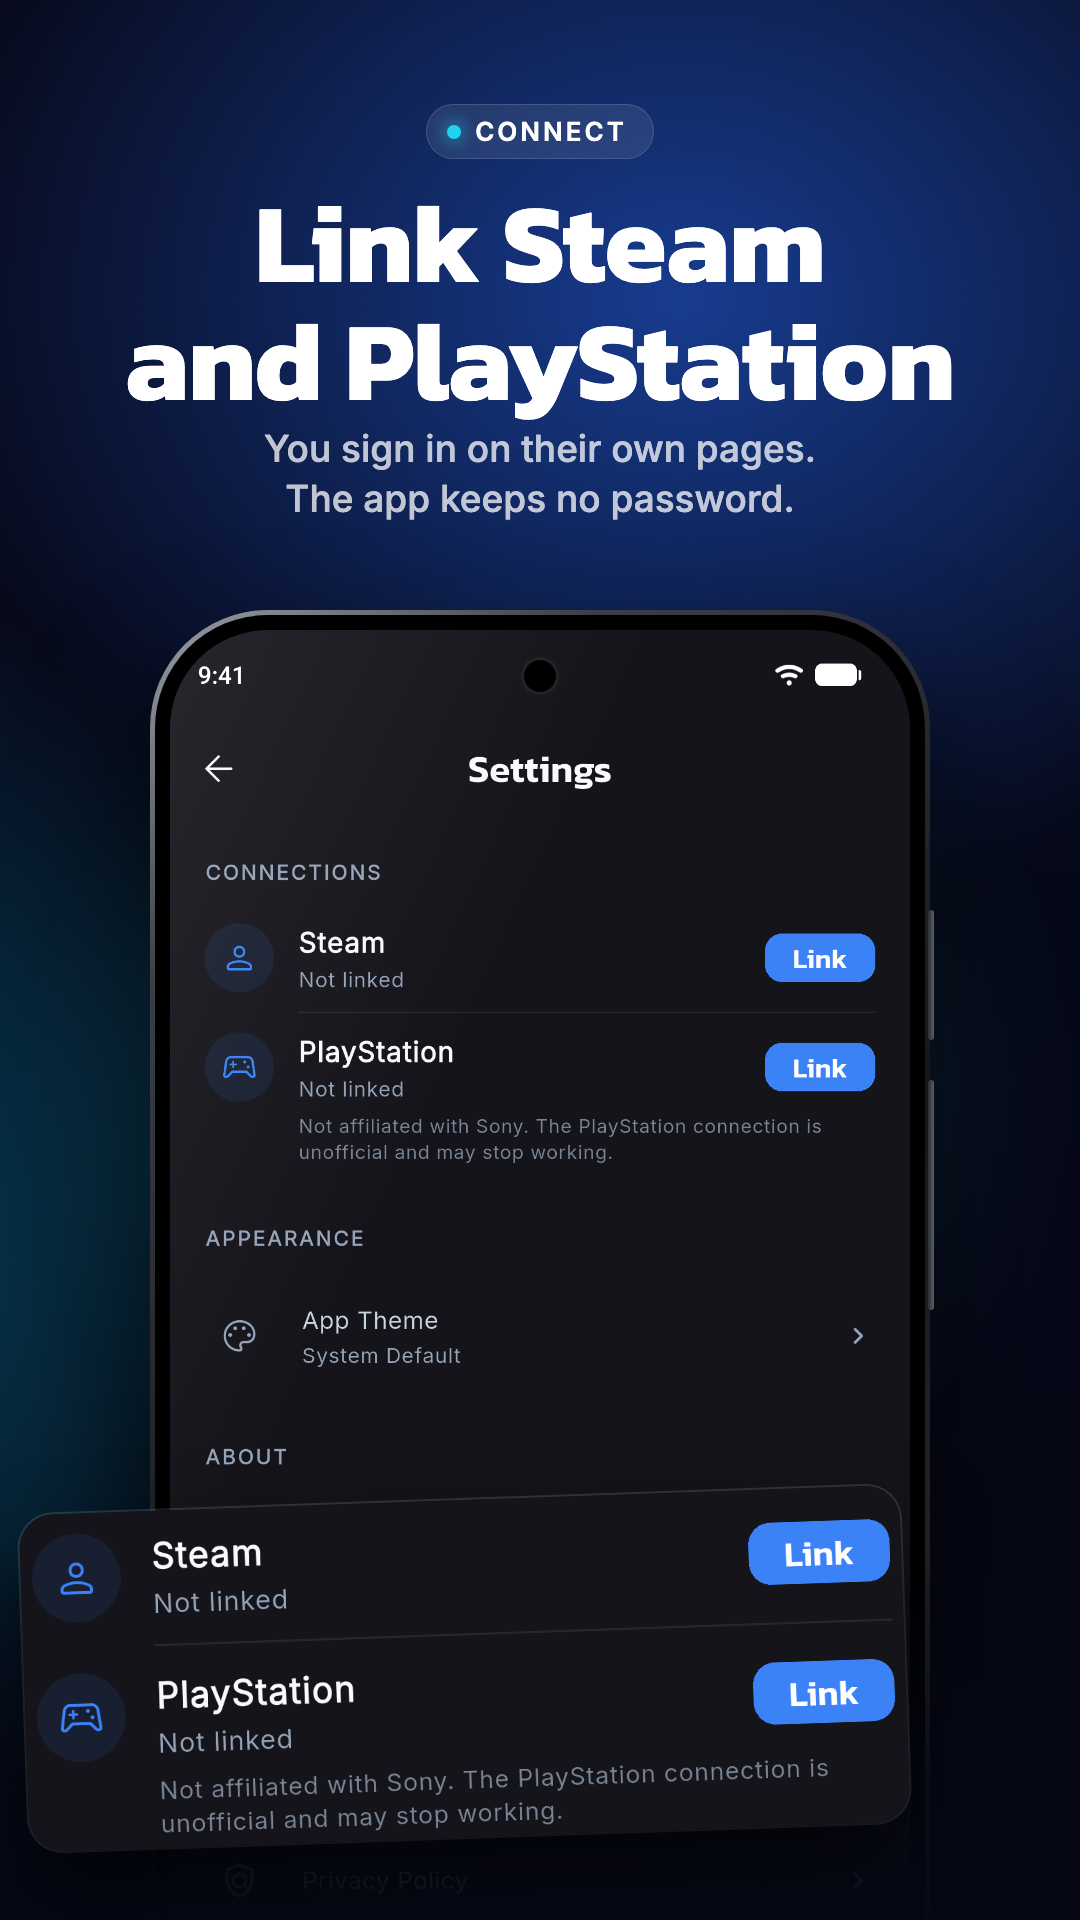 CONNECT
Link Steam
and PlayStation
You sign in on their own pages.
The app keeps no password.
9:41
Settings
CONNECTIONS
Steam
Not linked
Link
PlayStation
Not linked
Link
Not affiliated with Sony. The PlayStation connection is
unofficial and may stop working.
APPEARANCE
App Theme
System Default
ABOUT
Steam
Not linked
Link
PlayStation
Not linked
Link
Not affiliated with Sony. The PlayStation connection is
unofficial and may stop working.
Privacy Policy